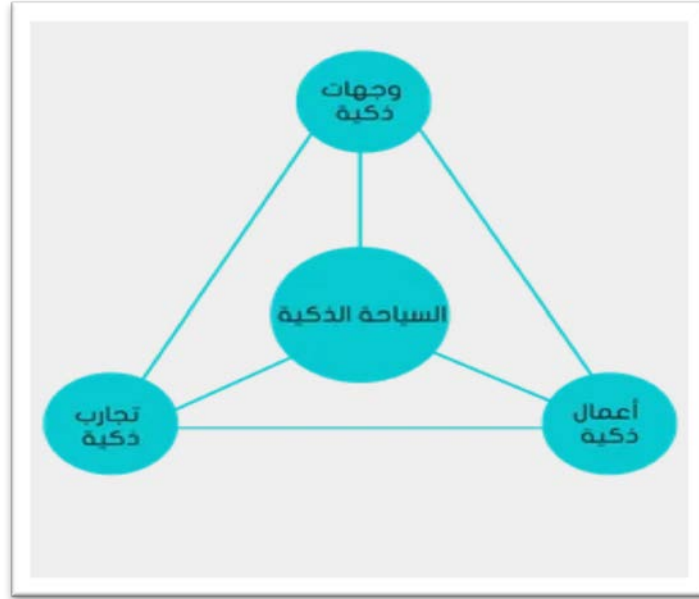 وجهات
ذكية
السياحة الذكية
أعمال
ذكية
تجارب
ذكية